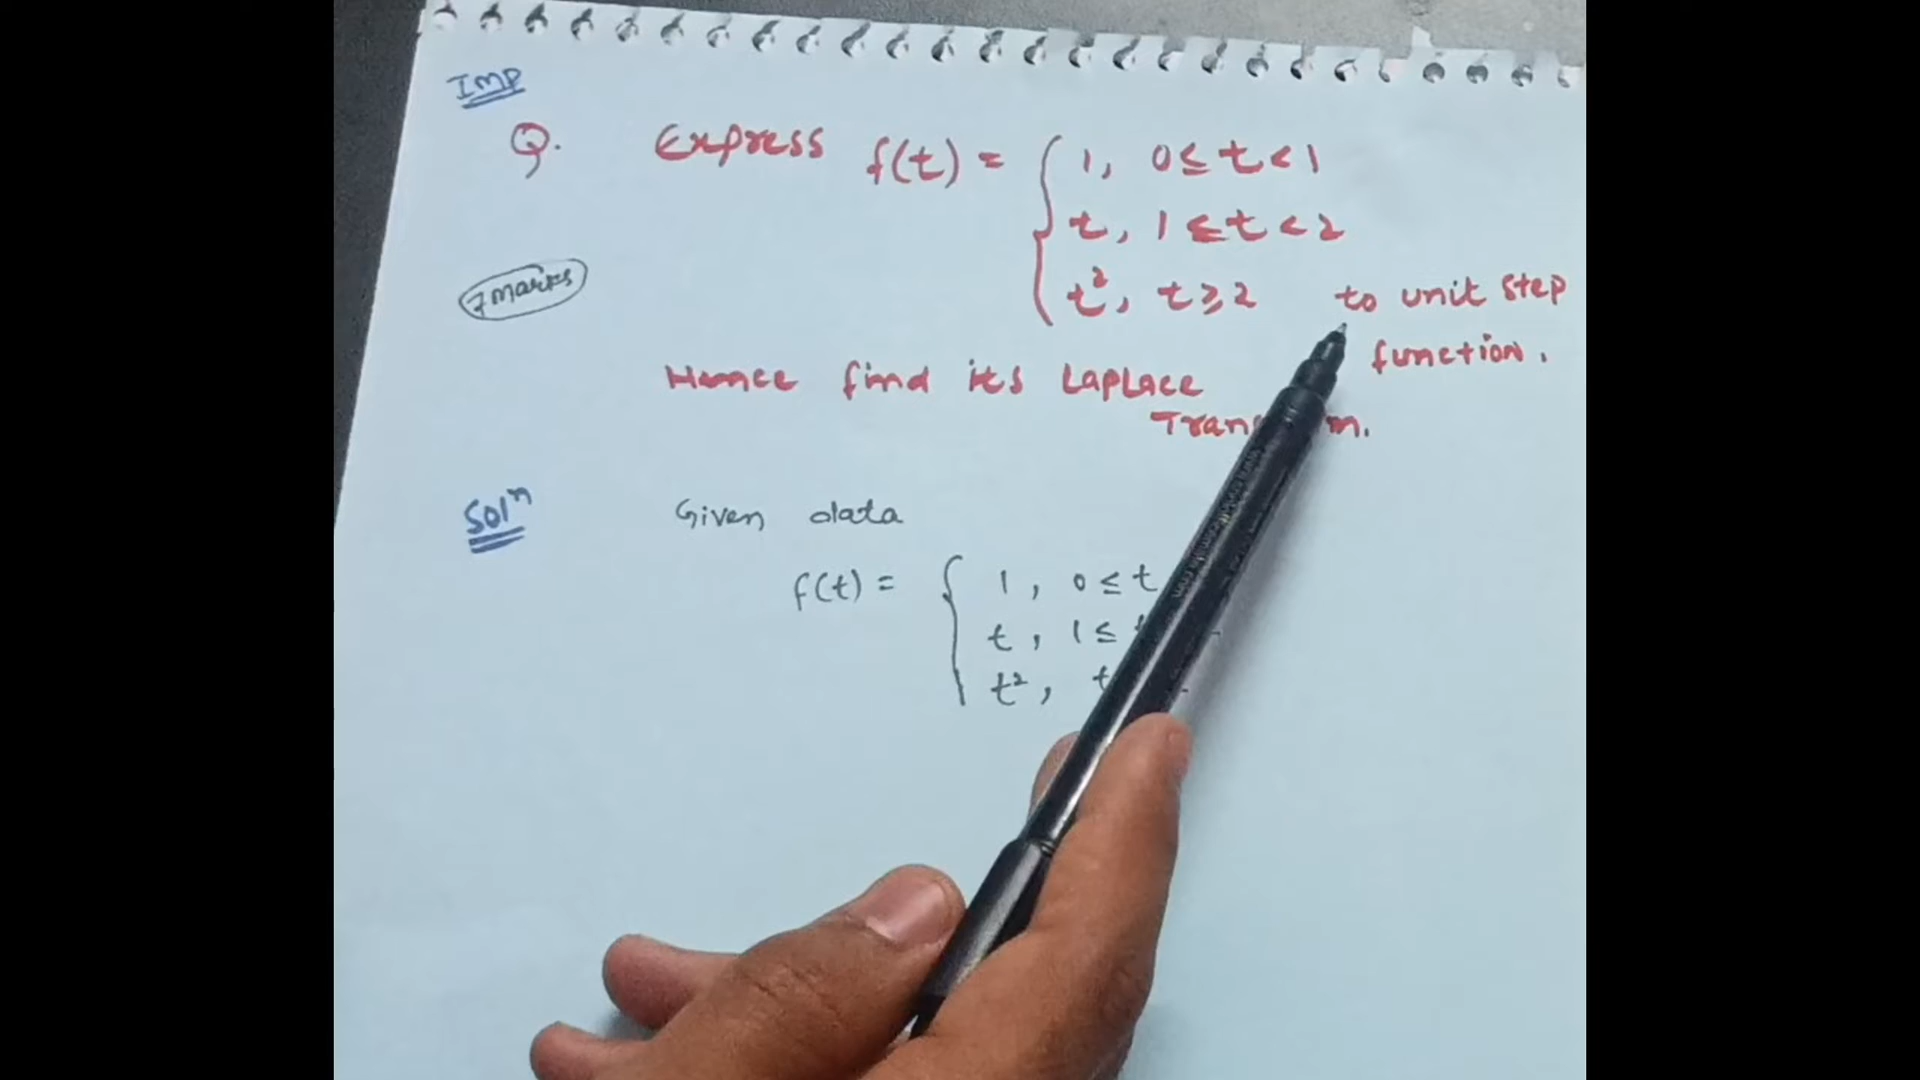 IMP
Q. Express f(t) = { 1, 0 ≤ t < 1
t, 1 ≤ t < 2
t², t ≥ 2 to unit step
function.
7 marks
Hence find its Laplace
Solⁿ Given data
f(t) = { 1, 0 ≤ t
t, 1 ≤
t², t